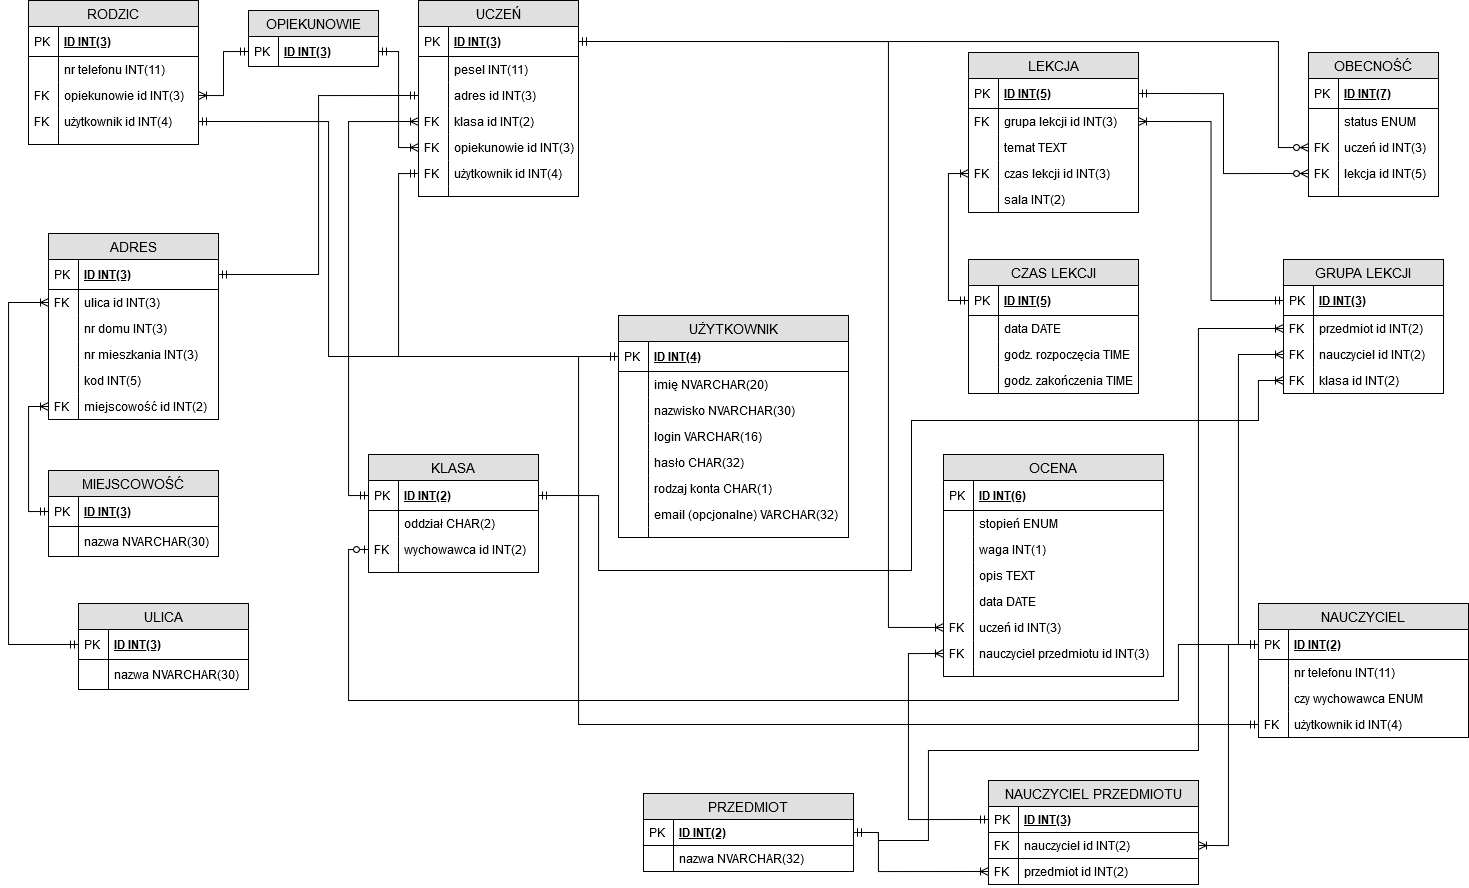 RODZIC
PK ID INT(3)
nr telefonu INT(11)
FK opiekunowie id INT(3)
FK użytkownik id INT(4)
OPIEKUNOWIE
PK ID INT(3)
UCZEŃ
PK ID INT(3)
pesel INT(11)
adres id INT(3)
FK klasa id INT(2)
FK opiekunowie id INT(3)
FK użytkownik id INT(4)
LEKCJA
PK ID INT(5)
FK grupa lekcji id INT(3)
temat TEXT
FK czas lekcji id INT(3)
sala INT(2)
OBECNOŚĆ
PK ID INT(7)
status ENUM
FK uczeń id INT(3)
FK lekcja id INT(5)
ADRES
PK ID INT(3)
FK ulica id INT(3)
nr domu INT(3)
nr mieszkania INT(3)
kod INT(5)
FK miejscowość id INT(2)
CZAS LEKCJI
PK ID INT(5)
data DATE
godz. rozpoczęcia TIME
godz. zakończenia TIME
GRUPA LEKCJI
PK ID INT(3)
FK przedmiot id INT(2)
FK nauczyciel id INT(2)
FK klasa id INT(2)
UŻYTKOWNIK
PK ID INT(4)
imię NVARCHAR(20)
nazwisko NVARCHAR(30)
login VARCHAR(16)
hasło CHAR(32)
rodzaj konta CHAR(1)
email (opcjonalne) VARCHAR(32)
MIEJSCOWOŚĆ
PK ID INT(3)
nazwa NVARCHAR(30)
KLASA
PK ID INT(2)
oddział CHAR(2)
FK wychowawca id INT(2)
OCENA
PK ID INT(6)
stopień ENUM
waga INT(1)
opis TEXT
data DATE
FK uczeń id INT(3)
FK nauczyciel przedmiotu id INT(3)
ULICA
PK ID INT(3)
nazwa NVARCHAR(30)
NAUCZYCIEL
PK ID INT(2)
nr telefonu INT(11)
czy wychowawca ENUM
FK użytkownik id INT(4)
PRZEDMIOT
PK ID INT(2)
nazwa NVARCHAR(32)
NAUCZYCIEL PRZEDMIOTU
PK ID INT(3)
FK nauczyciel id INT(2)
FK przedmiot id INT(2)